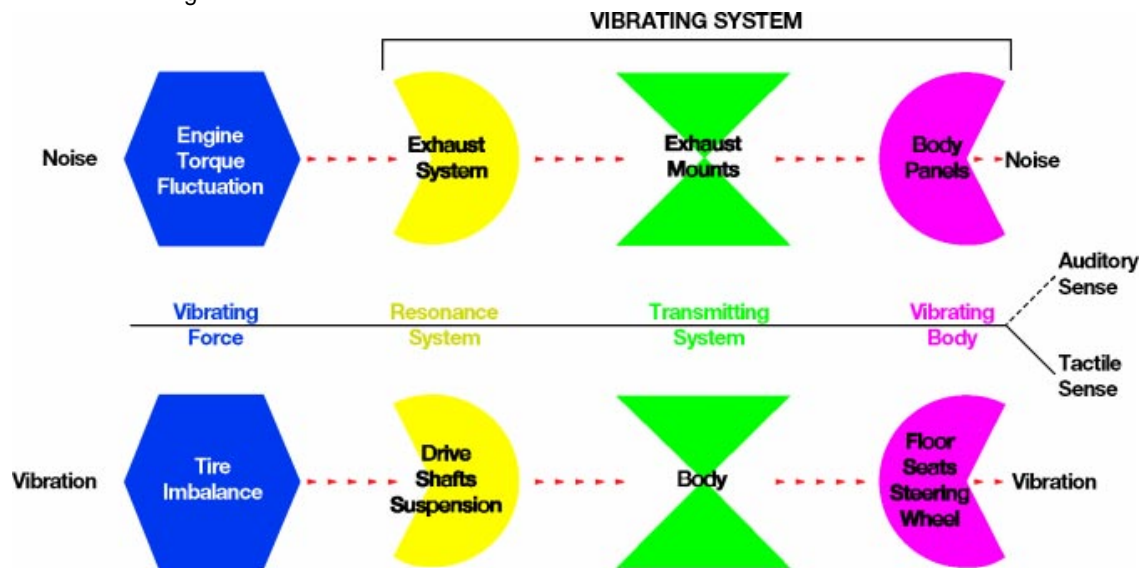 VIBRATING SYSTEM
Noise
Engine
Torque
Fluctuation
Exhaust
System
Exhaust
Mounts
Body
Panels
Noise
Vibrating
Force
Resonance
System
Transmitting
System
Vibrating
Body
Auditory
Sense
Tactile
Sense
Vibration
Tire
Imbalance
Drive
Shafts
Suspension
Body
Floor
Seats
Steering
Wheel
Vibration